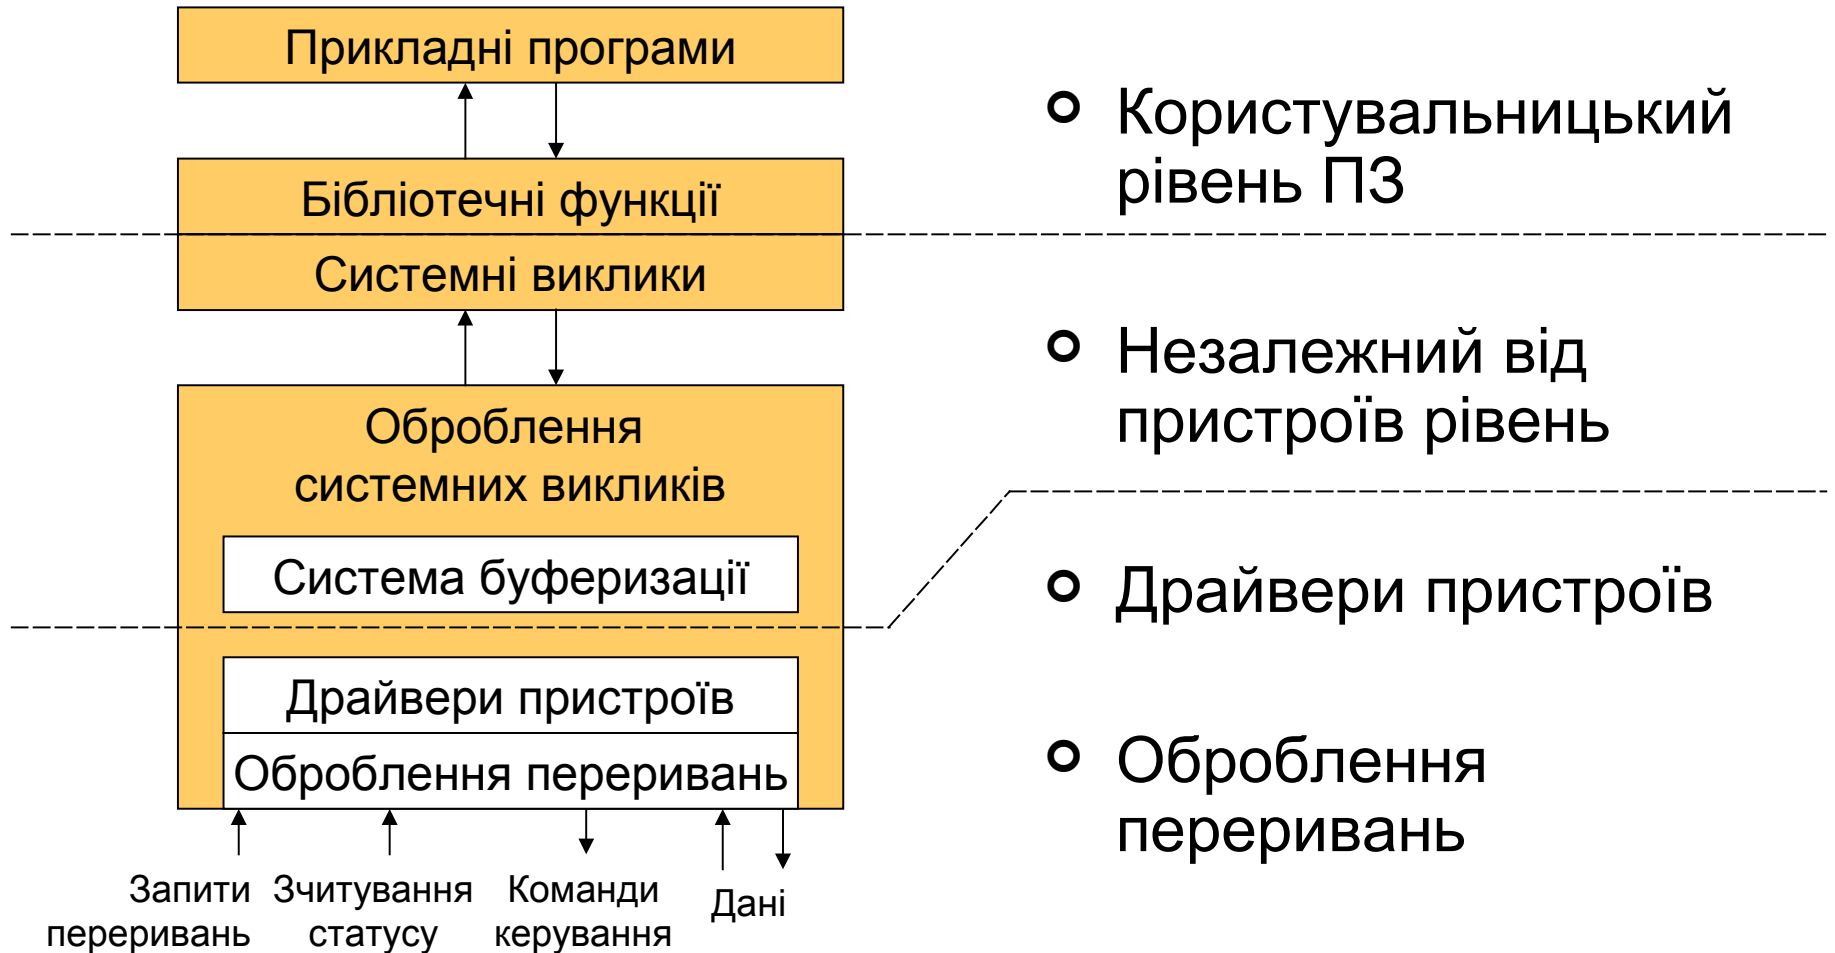 Прикладні програми
Бібліотечні функції
Системні виклики
Оброблення
системних викликів
Система буферизації
Драйвери пристроїв
Оброблення переривань
Запити
переривань
Зчитування
статусу
Команди
керування
Дані
Користувальницький
рівень ПЗ
Незалежний від
пристроїв рівень
Драйвери пристроїв
Оброблення
переривань